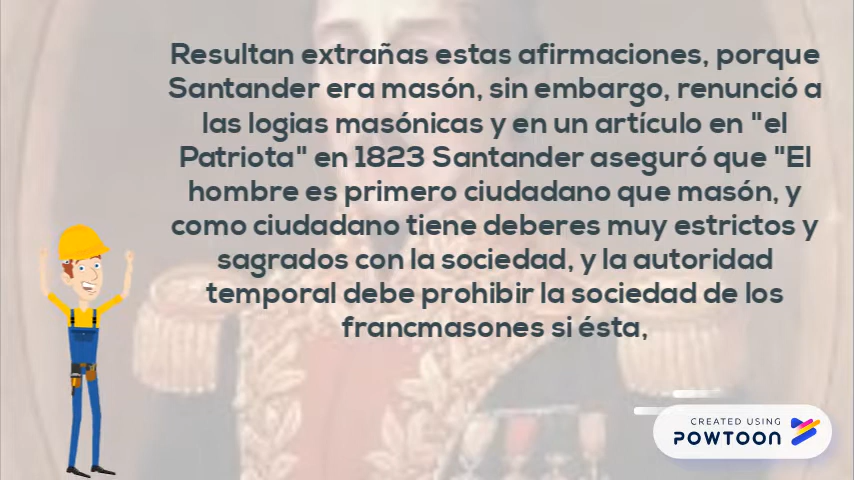 Resultan extrañas estas afirmaciones, porque
Santander era masón, sin embargo, renunció a
las logias masónicas y en un artículo en "el
Patriota" en 1823 Santander aseguró que "El
hombre es primero ciudadano que masón, y
como ciudadano tiene deberes muy estrictos y
sagrados con la sociedad, y la autoridad
temporal debe prohibir la sociedad de los
francmasones si ésta,
CREATED USING
POWTOON